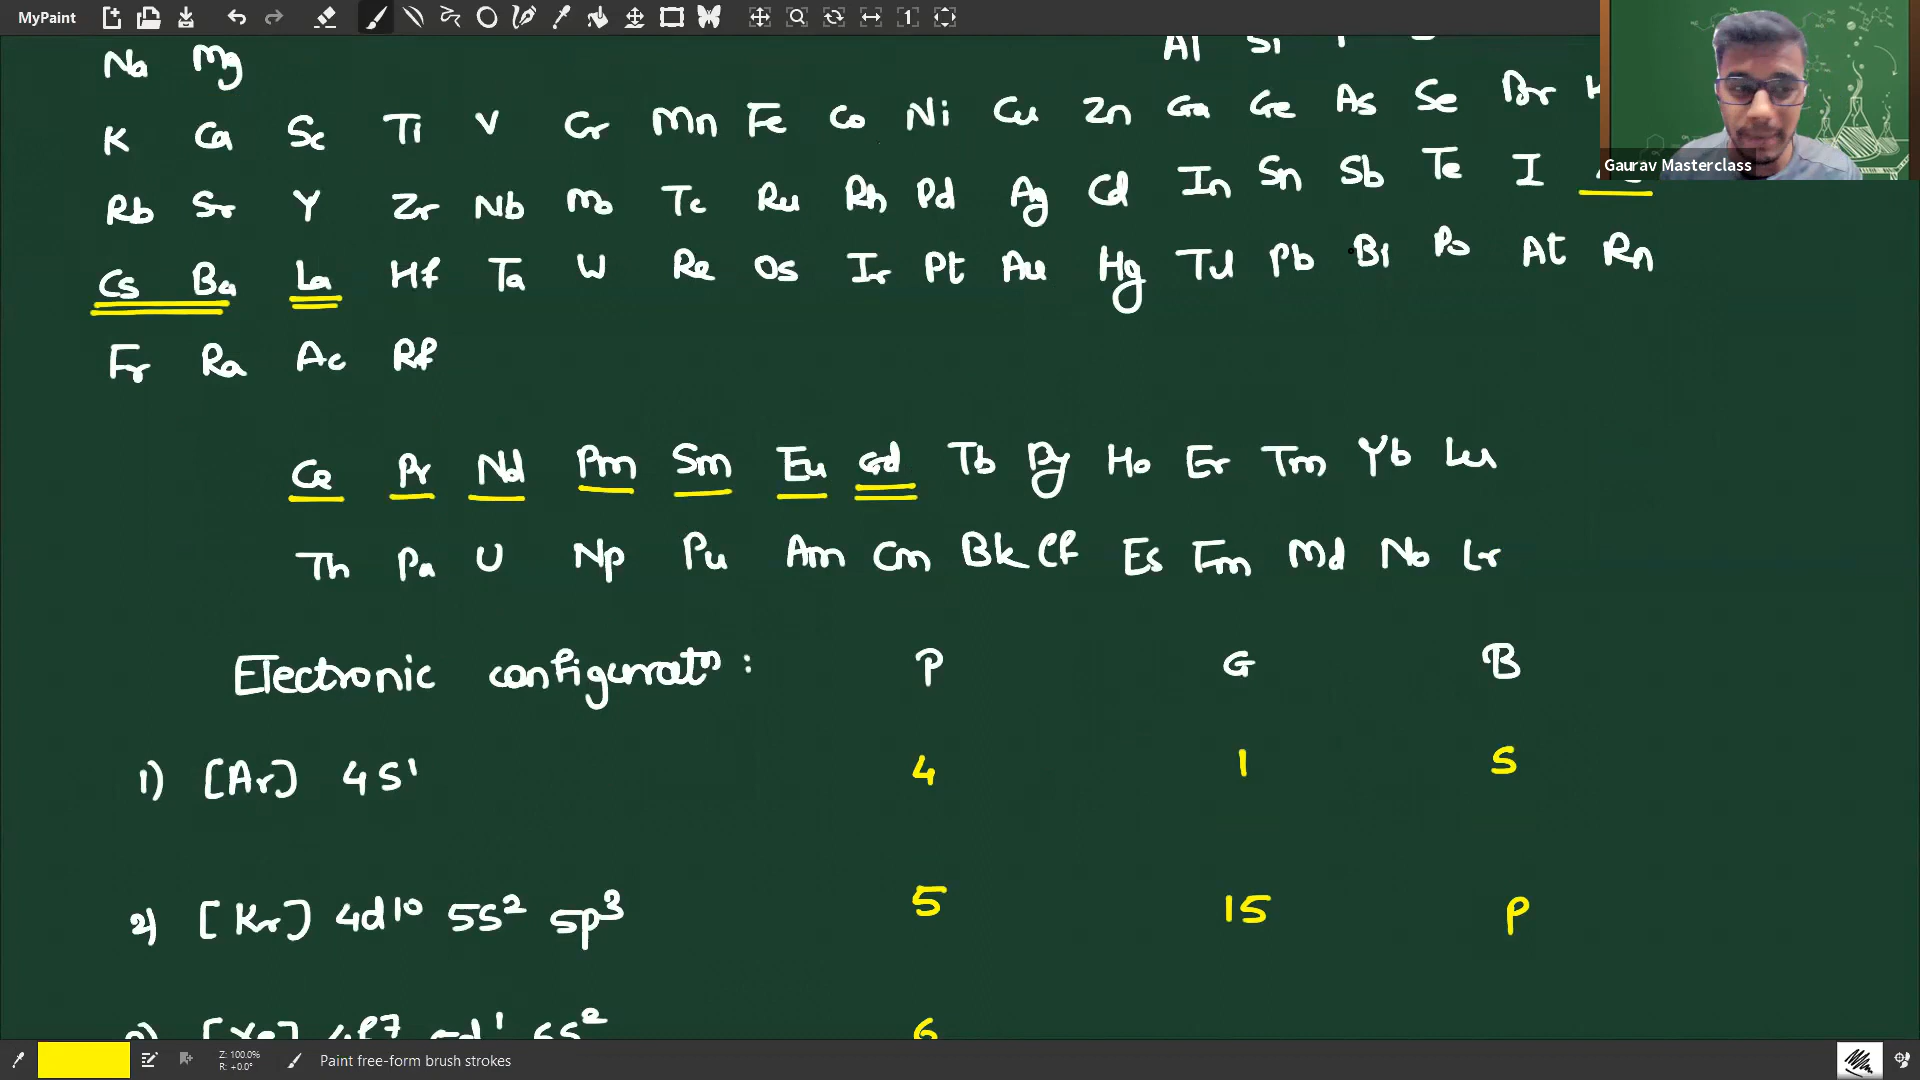 MyPaint
Na Mg Al Si
K Ca Sc Ti V Cr Mn Fe Co Ni Cu Zn Ga Ge As Se Br
Gaurav Masterclass
Rb Sr Y Zr Nb Mo Tc Ru Rh Pd Ag Cd In Sn Sb Te I
Cs Ba La Hf Ta W Re Os Ir Pt Au Hg Tl Pb Bi Po At Rn
Fr Ra Ac Rf
Ce Pr Nd Pm Sm Eu Gd Tb Dy Ho Er Tm Yb Lu
Th Pa U Np Pu Am Cm Bk Cf Es Fm Md No Lr
Electronic configuratn : P G B
1) [Ar] 4s¹ 4 1 S
2) [Kr] 4d¹⁰ 5s² 5p³ 5 15 P
[Xe] 4f⁷ 5d¹ 6s² 6
Z: 100.0%
R: +0.0°
Paint free-form brush strokes